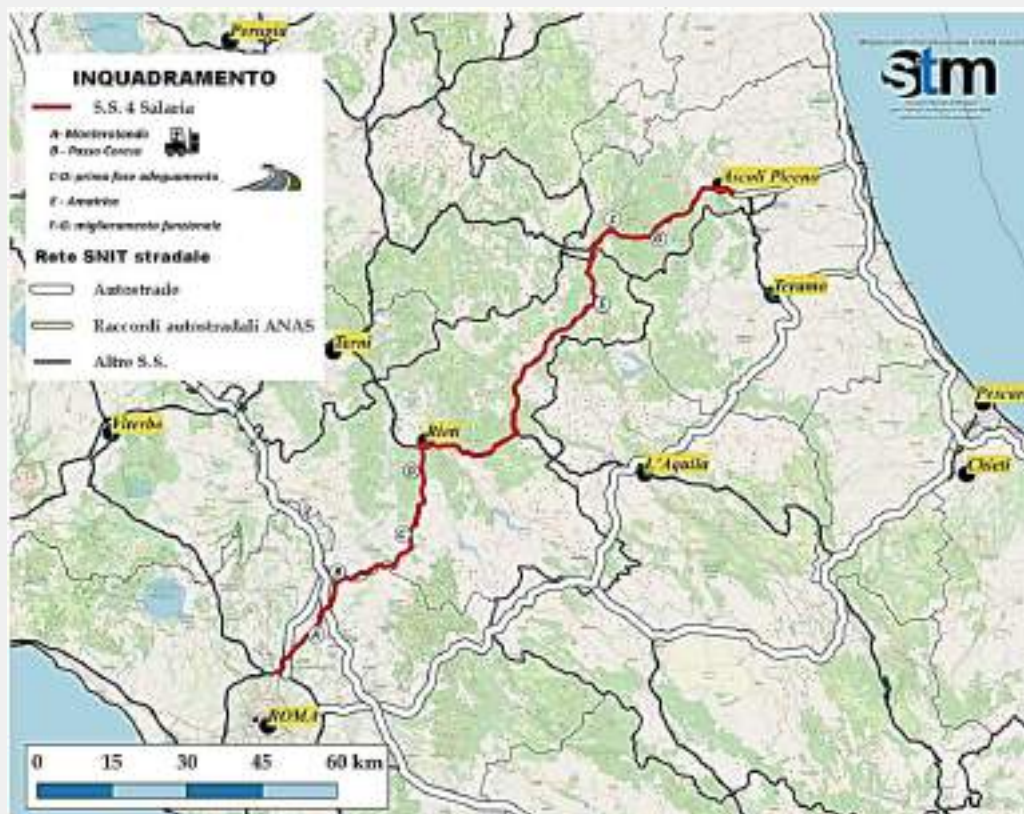 Perugia
INQUADRAMENTO
S.S. 4 Salaria
A- Monterotondo
B - Passo Corese
C-D: prima fase adeguamento
E - Amatrice
F-G: miglioramento funzionale
Rete SNIT stradale
Autostrade
Raccordi autostradali ANAS
Altre S.S.
stm
Ascoli Piceno
Teramo
Terni
Pescar
Viterbo
Rieti
L'Aquila
Chieti
F
G
E
D
C
B
A
ROMA
0 15 30 45 60 km